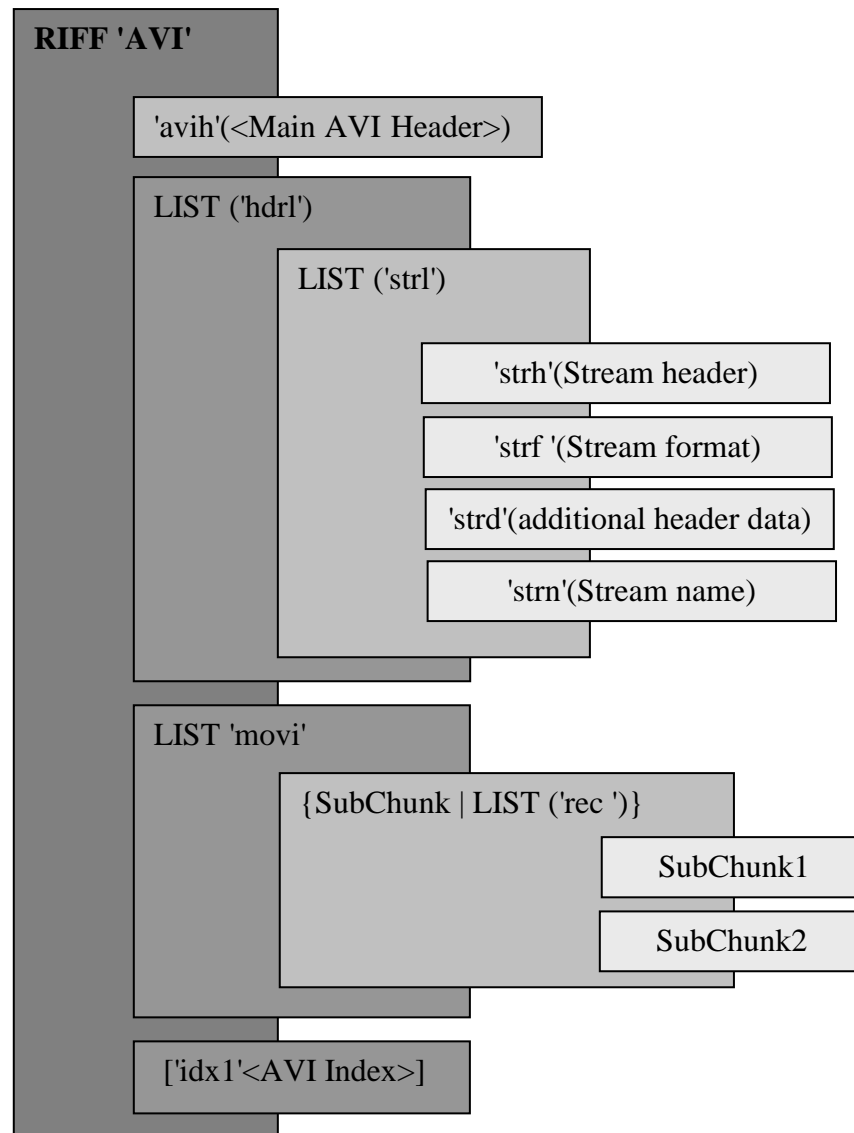 RIFF 'AVI'
'avih'(<Main AVI Header>)
LIST ('hdrl')
LIST ('strl')
'strh'(Stream header)
'strf '(Stream format)
'strd'(additional header data)
'strn'(Stream name)
LIST 'movi'
{SubChunk | LIST ('rec ')}
SubChunk1
SubChunk2
['idx1'<AVI Index>]